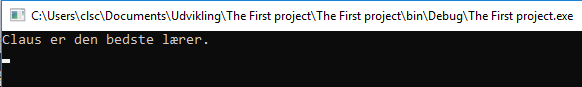 C:\Users\clsc\Documents\Udvikling\The First project\The First project\bin\Debug\The First project.exe
Claus er den bedste lærer.